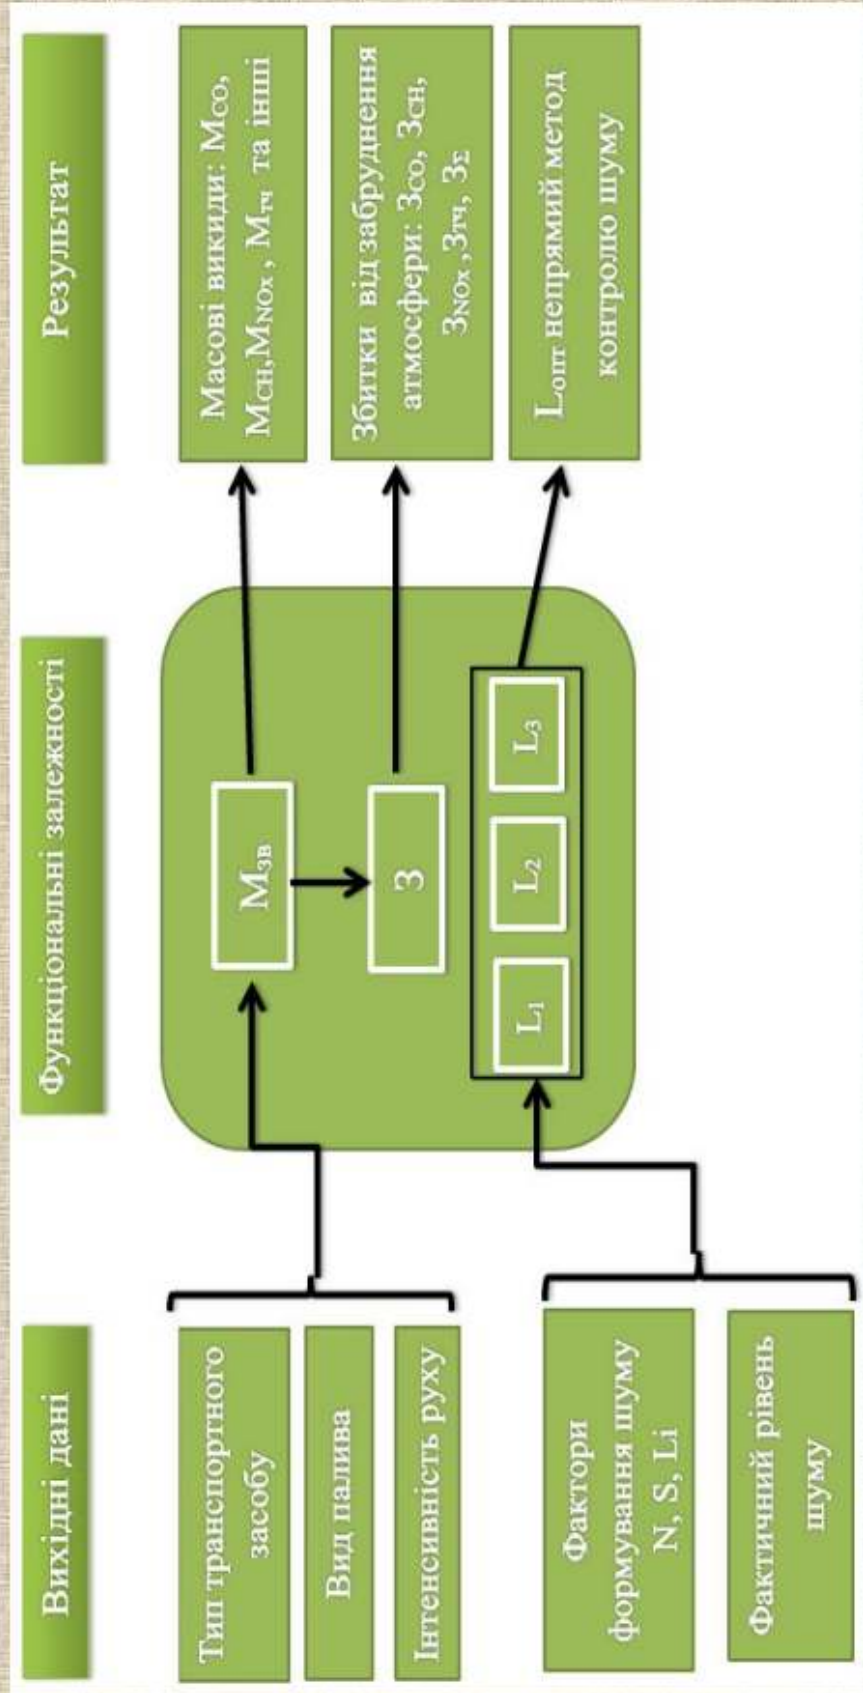 Вихідні дані
Функціональні залежності
Результат
Тип транспортного
засобу
Вид палива
Інтенсивність руху
Фактори
формування шуму
N, S, Li
Фактичний рівень
шуму
Mзв
З
L1
L2
L3
Масові викиди: MCO,
MCH,MNOx , Mтч та інші
Збитки від забруднення
атмосфери: ЗCO, ЗCH,
ЗNOx ,Зтч, ЗΣ
Lопт непрямий метод
контролю шуму